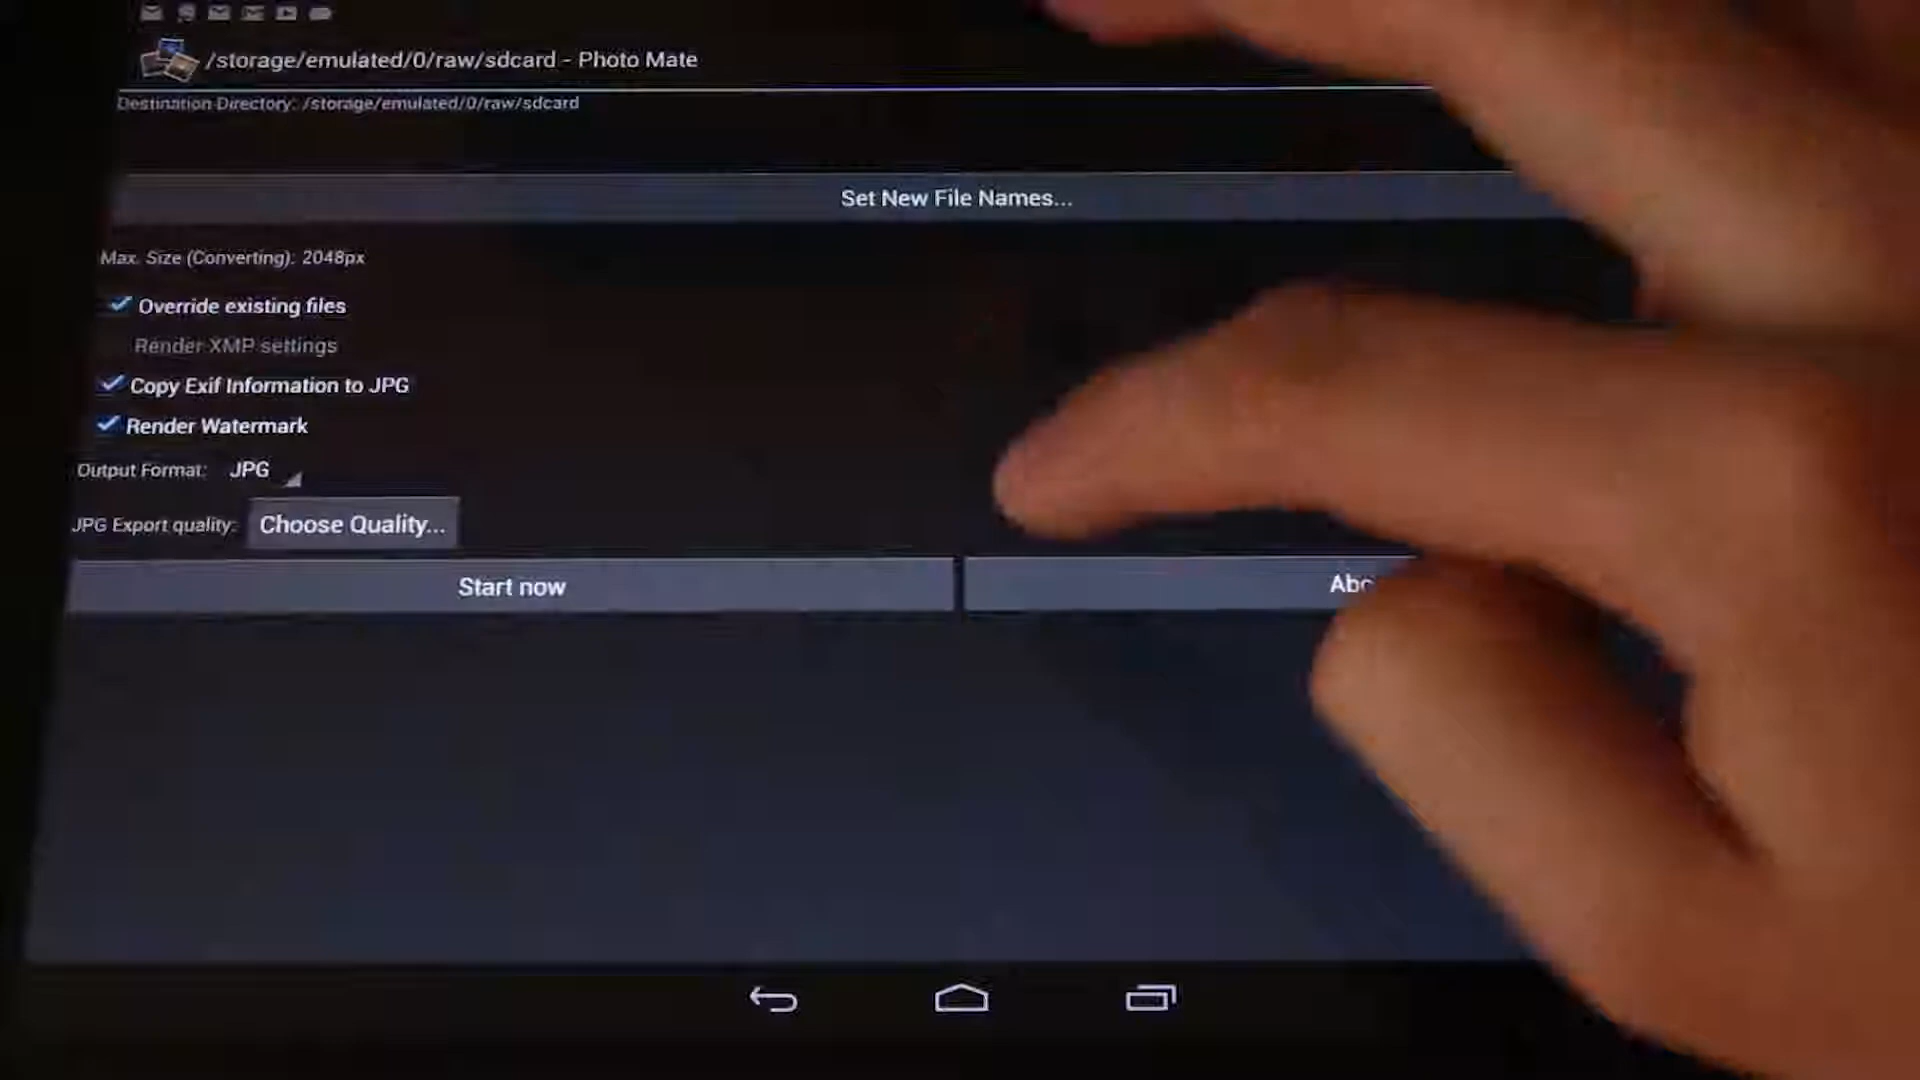 /storage/emulated/0/raw/sdcard - Photo Mate
Destination Directory: /storage/emulated/0/raw/sdcard
Set New File Names...
Max. Size (Converting): 2048px
Override existing files
Render XMP settings
Copy Exif Information to JPG
Render Watermark
Output Format: JPG
JPG Export quality: Choose Quality...
Start now